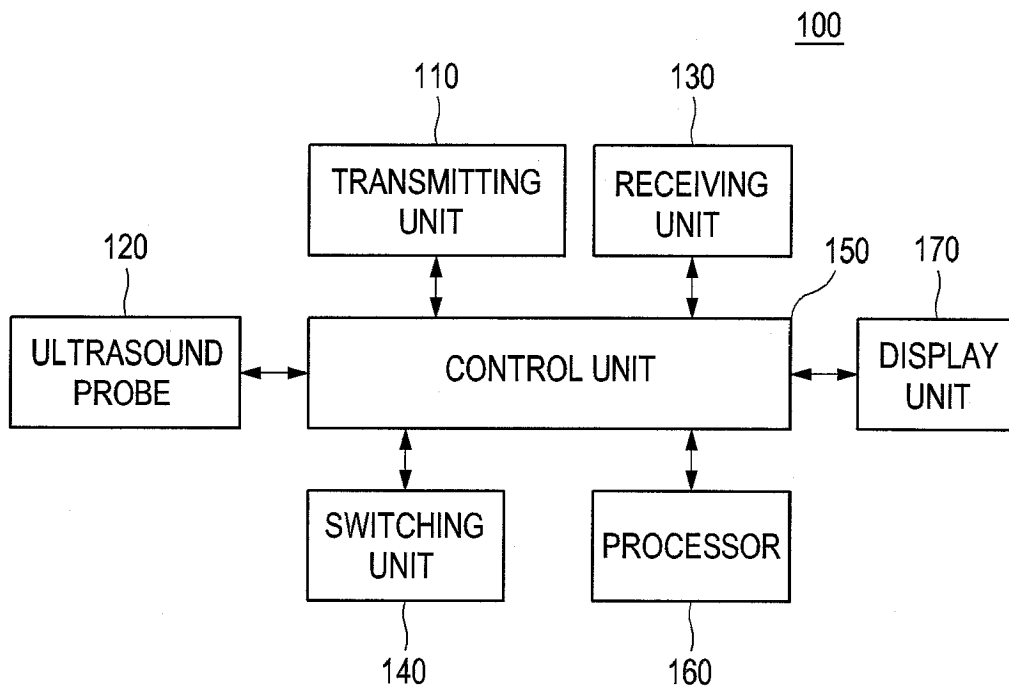 100
110
130
TRANSMITTING
UNIT
RECEIVING
UNIT
120
150
170
ULTRASOUND
PROBE
CONTROL UNIT
DISPLAY
UNIT
SWITCHING
UNIT
PROCESSOR
140
160